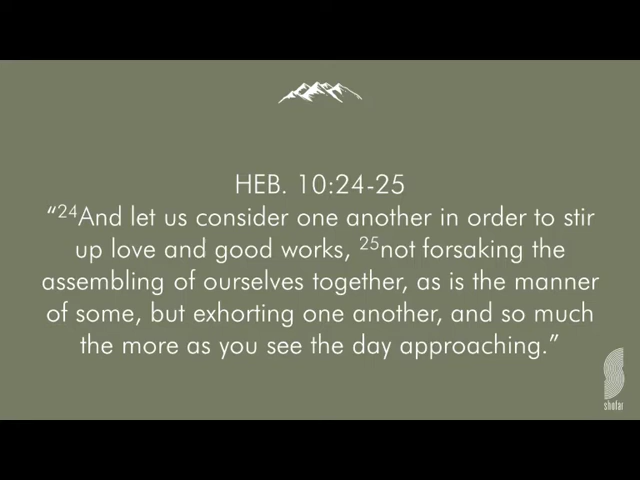 HEB. 10:24-25
“24And let us consider one another in order to stir
up love and good works, 25not forsaking the
assembling of ourselves together, as is the manner
of some, but exhorting one another, and so much
the more as you see the day approaching.”
shofar